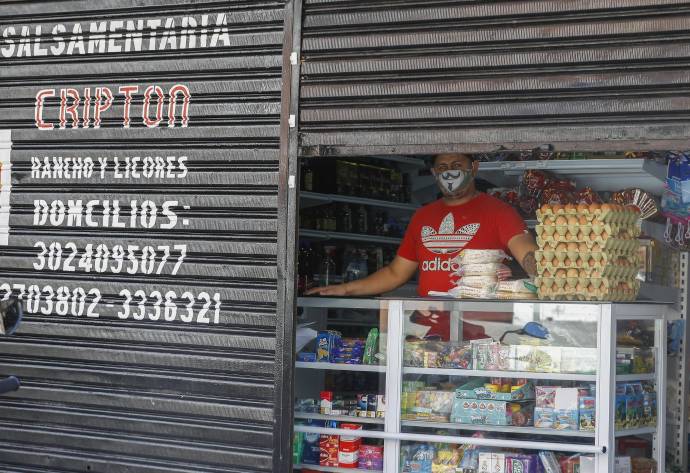 SALSAMENTARIA
CRIPTON
RANCHO Y LICORES
DOMCILIOS:
3024095077
2703802-3336321
adidas